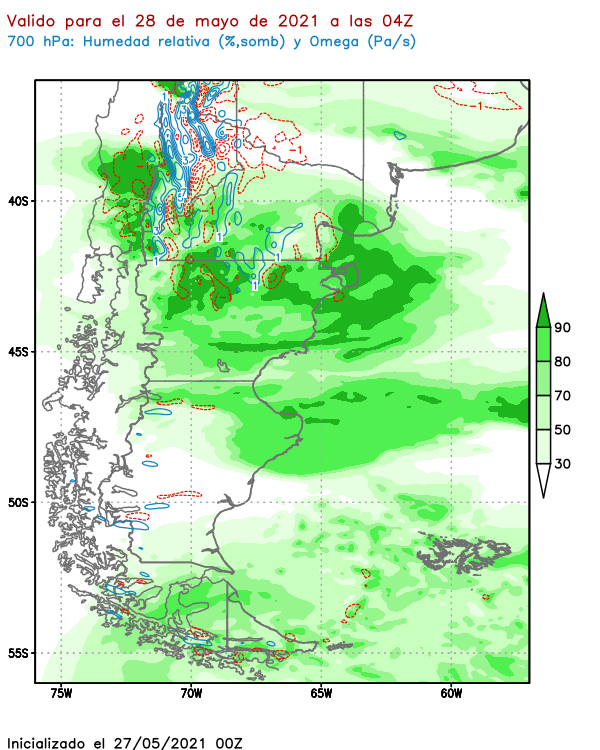 Valido para el 28 de mayo de 2021 a las 04Z
700 hPa: Humedad relativa (%,somb) y Omega (Pa/s)
-1
-1
40S
1
1
1
1
-1
1
45S
50S
55S
75W 70W 65W 60W
90
80
70
50
30
Inicializado el 27/05/2021 00Z